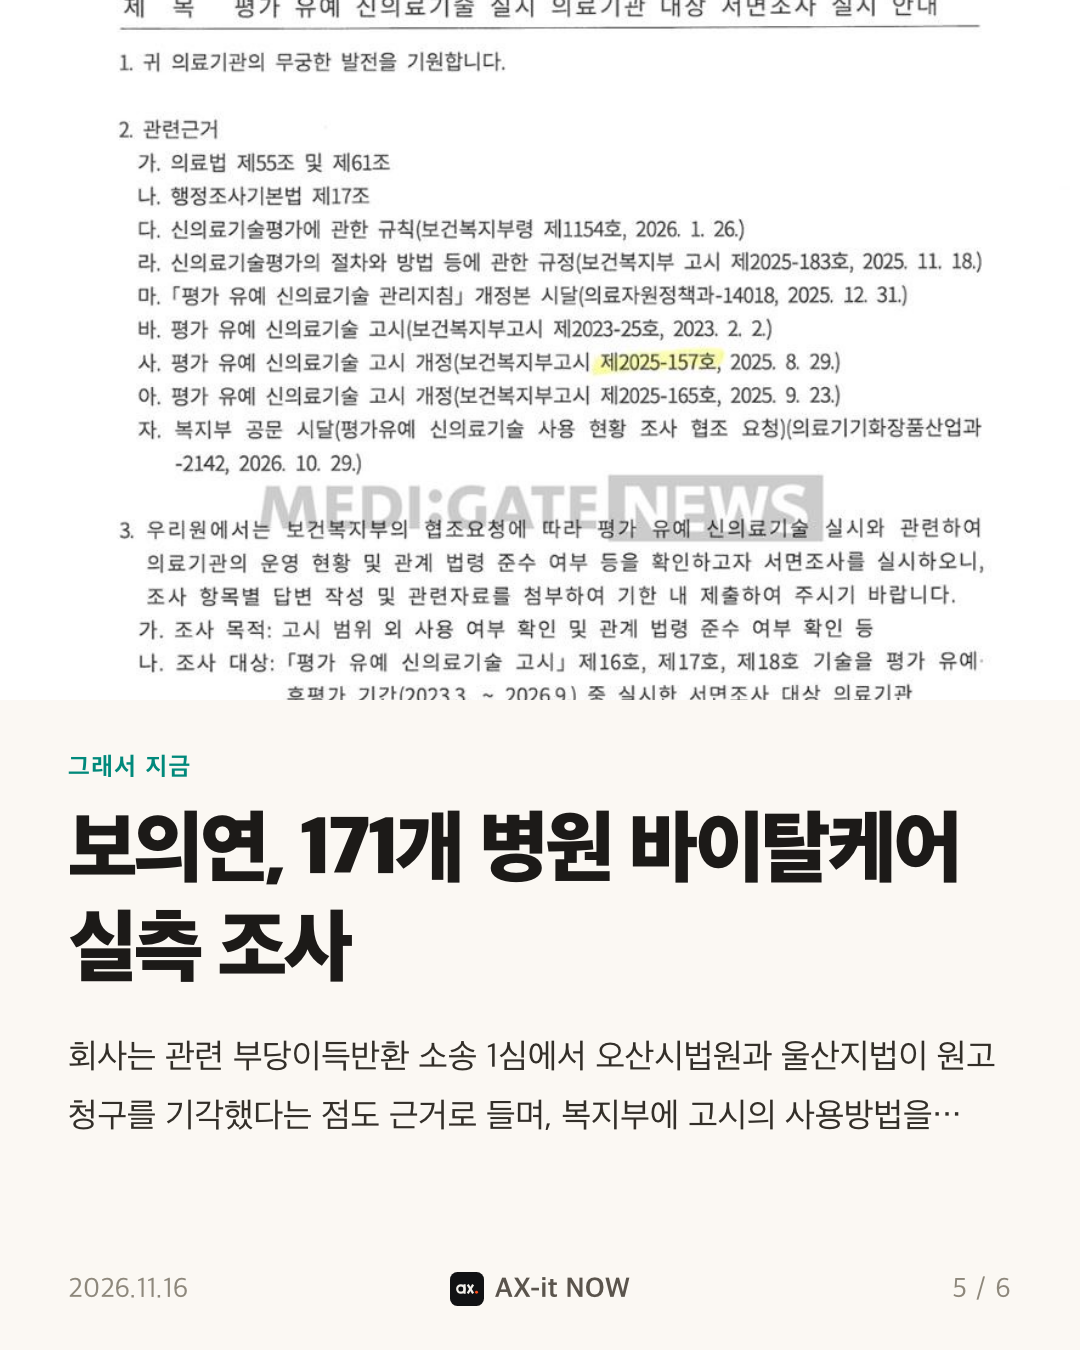 제 목 평가 유예 신의료기술 실시 의료기관 대상 서면조사 실시 안내
1. 귀 의료기관의 무궁한 발전을 기원합니다.
2. 관련근거
가. 의료법 제55조 및 제61조
나. 행정조사기본법 제17조
다. 신의료기술평가에 관한 규칙(보건복지부령 제1154호, 2026. 1. 26.)
라. 신의료기술평가의 절차와 방법 등에 관한 규정(보건복지부 고시 제2025-183호, 2025. 11. 18.)
마.「평가 유예 신의료기술 관리지침」개정본 시달(의료자원정책과-14018, 2025. 12. 31.)
바. 평가 유예 신의료기술 고시(보건복지부고시 제2023-25호, 2023. 2. 2.)
사. 평가 유예 신의료기술 고시 개정(보건복지부고시 제2025-157호, 2025. 8. 29.)
아. 평가 유예 신의료기술 고시 개정(보건복지부고시 제2025-165호, 2025. 9. 23.)
자. 복지부 공문 시달(평가유예 신의료기술 사용 현황 조사 협조 요청)(의료기기화장품산업과
-2142, 2026. 10. 29.)
MEDI:GATE NEWS
3. 우리원에서는 보건복지부의 협조요청에 따라 평가 유예 신의료기술 실시와 관련하여
의료기관의 운영 현황 및 관계 법령 준수 여부 등을 확인하고자 서면조사를 실시하오니,
조사 항목별 답변 작성 및 관련자료를 첨부하여 기한 내 제출하여 주시기 바랍니다.
가. 조사 목적: 고시 범위 외 사용 여부 확인 및 관계 법령 준수 여부 확인 등
나. 조사 대상:「평가 유예 신의료기술 고시」제16호, 제17호, 제18호 기술을 평가 유예·
후평가 기간(2023.3. ~ 2026.9.) 중 실시한 서면조사 대상 의료기관
그래서 지금
보의연, 171개 병원 바이탈케어
실측 조사
회사는 관련 부당이득반환 소송 1심에서 오산시법원과 울산지법이 원고
청구를 기각했다는 점도 근거로 들며, 복지부에 고시의 사용방법을…
2026.11.16
ax. AX-it NOW
5 / 6